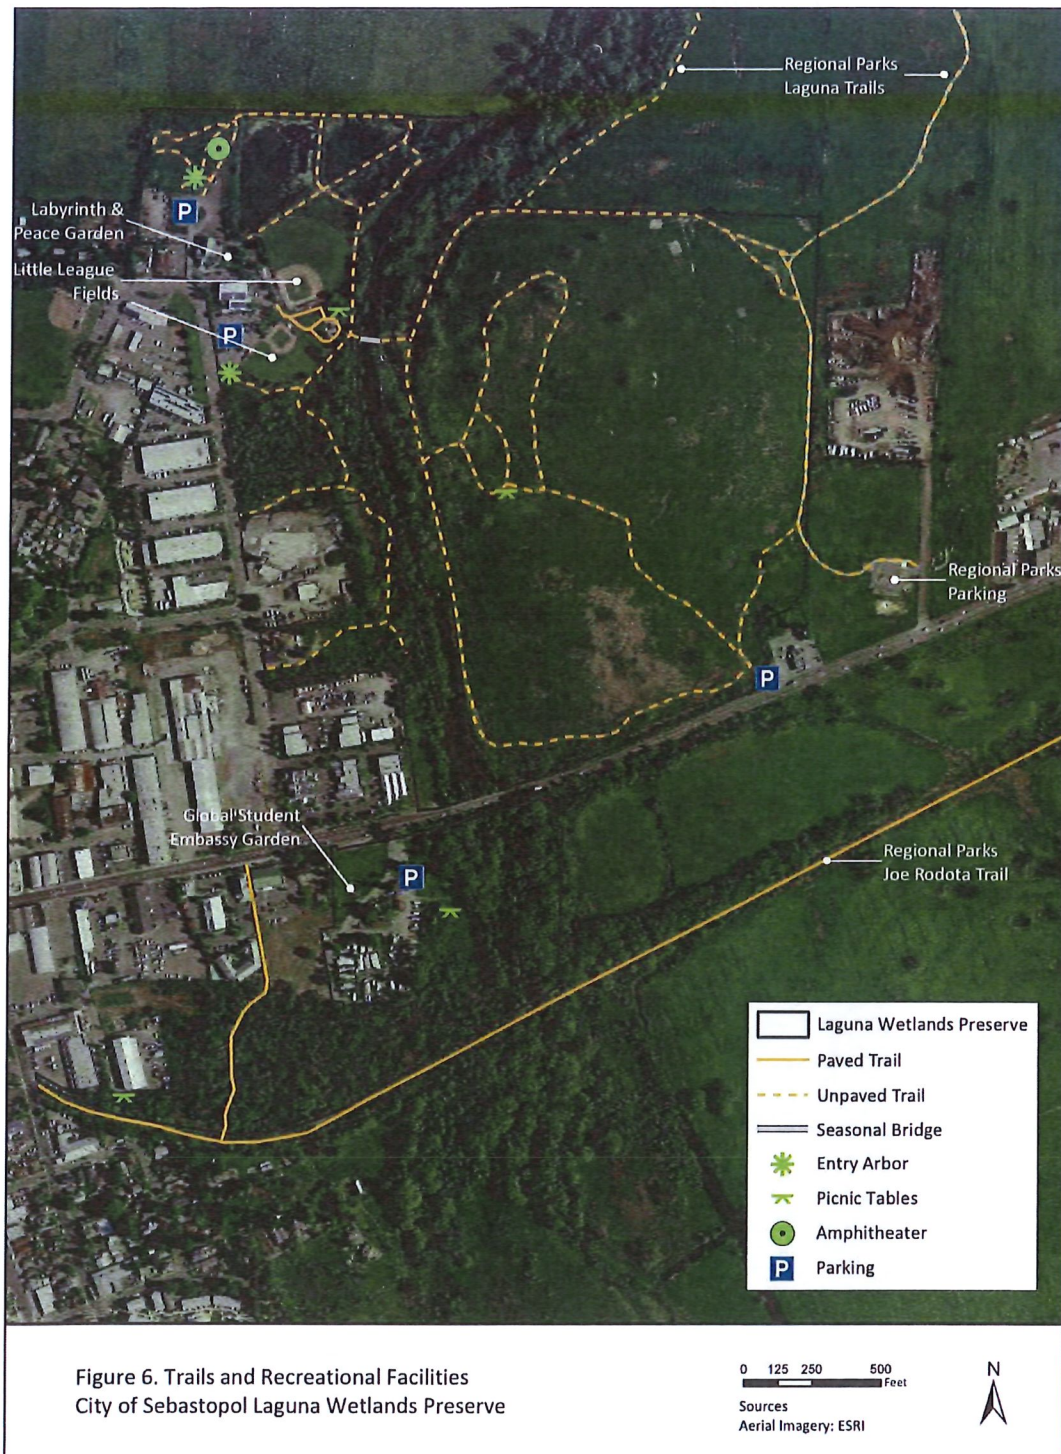 Regional Parks
Laguna Trails
Labyrinth &
Peace Garden
P
Little League
Fields
P
Regional Parks
Parking
P
Global Student
Embassy Garden
P
Regional Parks
Joe Rodota Trail
Laguna Wetlands Preserve
Paved Trail
Unpaved Trail
Seasonal Bridge
Entry Arbor
Picnic Tables
Amphitheater
P Parking
Figure 6. Trails and Recreational Facilities
City of Sebastopol Laguna Wetlands Preserve
0 125 250 500
Feet
Sources
Aerial Imagery: ESRI
N